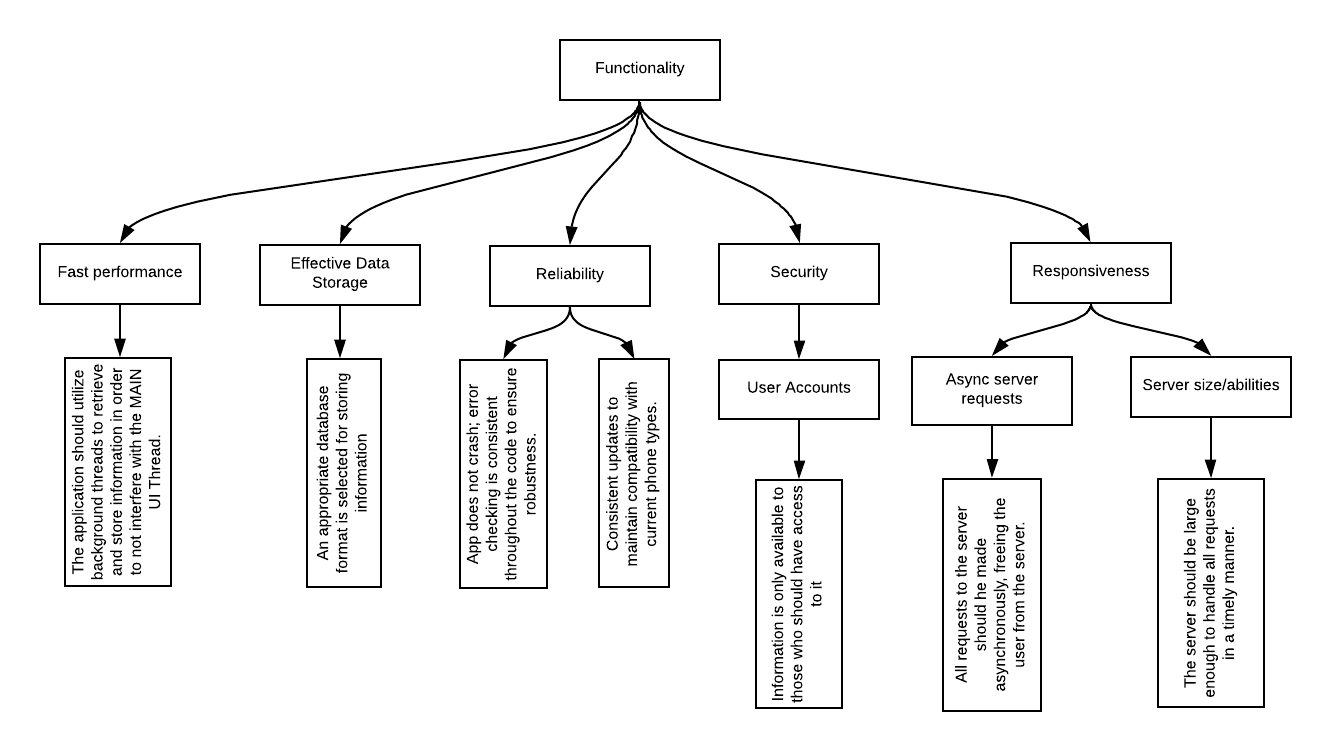 Functionality
Fast performance
Effective Data
Storage
Reliability
Security
Responsiveness
The application should utilize
background threads to retrieve
and store information in order
to not interfere with the MAIN
UI Thread.
An appropriate database
format is selected for storing
information
App does not crash; error
checking is consistent
throughout the code to ensure
robustness.
Consistent updates to
maintain compatibility with
current phone types.
User Accounts
Async server
requests
Server size/abilities
Information is only available to
those who should have access
to it
All requests to the server
should he made
asynchronously, freeing the
user from the server.
The server should be large
enough to handle all requests
in a timely manner.